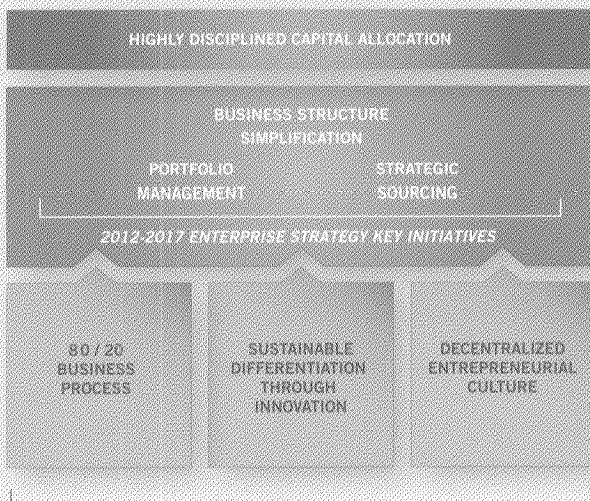 HIGHLY DISCIPLINED CAPITAL ALLOCATION
BUSINESS STRUCTURE
SIMPLIFICATION
PORTFOLIO
MANAGEMENT
STRATEGIC
SOURCING
2012-2017 ENTERPRISE STRATEGY KEY INITIATIVES
80 / 20
BUSINESS
PROCESS
SUSTAINABLE
DIFFERENTIATION
THROUGH
INNOVATION
DECENTRALIZED
ENTREPRENEURIAL
CULTURE